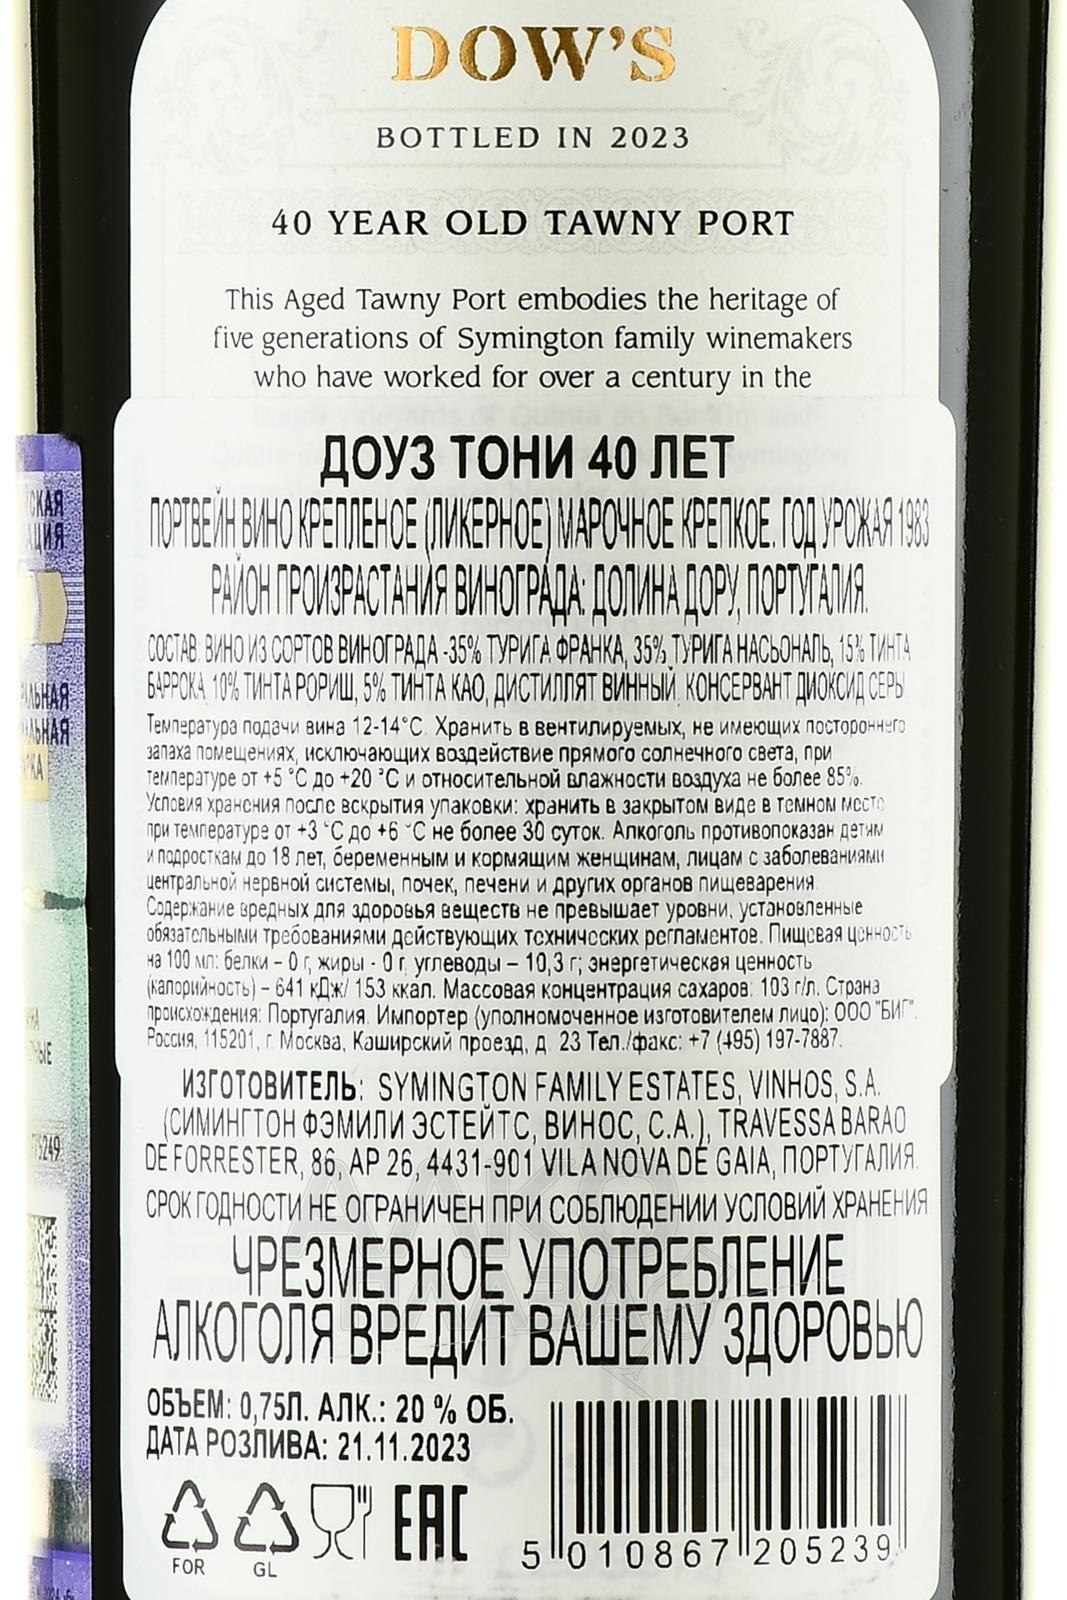 DOW'S
BOTTLED IN 2023
40 YEAR OLD TAWNY PORT
This Aged Tawny Port embodies the heritage of
five generations of Symington family winemakers
who have worked for over a century in the
ДОУЗ ТОНИ 40 ЛЕТ
ПОРТВЕЙН ВИНО КРЕПЛЕНОЕ (ЛИКЕРНОЕ) МАРОЧНОЕ КРЕПКОЕ. ГОД УРОЖАЯ 1983
РАЙОН ПРОИЗРАСТАНИЯ ВИНОГРАДА: ДОЛИНА ДОРУ, ПОРТУГАЛИЯ.
СОСТАВ: ВИНО ИЗ СОРТОВ ВИНОГРАДА -35% ТУРИГА ФРАНКА, 35% ТУРИГА НАСЬОНАЛЬ, 15% ТИНТА
БАРРОКА, 10% ТИНТА РОРИШ, 5% ТИНТА КАО, ДИСТИЛЛЯТ ВИННЫЙ, КОНСЕРВАНТ ДИОКСИД СЕРЫ
Температура подачи вина 12-14°С. Хранить в вентилируемых, не имеющих постороннего
запаха помещениях, исключающих воздействие прямого солнечного света, при
температуре от +5 °С до +20 °С и относительной влажности воздуха не более 85%.
Условия хранения после вскрытия упаковки: хранить в закрытом виде в темном месте
при температуре от +3 °С до +6 °С не более 30 суток. Алкоголь противопоказан детям
и подросткам до 18 лет, беременным и кормящим женщинам, лицам с заболеваниями
центральной нервной системы, почек, печени и других органов пищеварения
Содержание вредных для здоровья веществ не превышает уровни, установленные
обязательными требованиями действующих технических регламентов. Пищевая ценность
на 100 мл: белки – 0 г, жиры - 0 г, углеводы – 10,3 г; энергетическая ценность
(калорийность) – 641 кДж/ 153 ккал. Массовая концентрация сахаров: 103 г/л. Страна
происхождения: Португалия. Импортер (уполномоченное изготовителем лицо): ООО "БИГ".
Россия, 115201, г. Москва, Каширский проезд, д. 23 Тел./факс: +7 (495) 197-7887.
ИЗГОТОВИТЕЛЬ: SYMINGTON FAMILY ESTATES, VINHOS, S.A.
(СИМИНГТОН ФЭМИЛИ ЭСТЕЙТС, ВИНОС, С.А.), TRAVESSA BARAO
DE FORRESTER, 86, AP 26, 4431-901 VILA NOVA DE GAIA, ПОРТУГАЛИЯ.
СРОК ГОДНОСТИ НЕ ОГРАНИЧЕН ПРИ СОБЛЮДЕНИИ УСЛОВИЙ ХРАНЕНИЯ
ЧРЕЗМЕРНОЕ УПОТРЕБЛЕНИЕ
АЛКОГОЛЯ ВРЕДИТ ВАШЕМУ ЗДОРОВЬЮ
ОБЪЕМ: 0,75Л. АЛК.: 20 % ОБ.
ДАТА РОЗЛИВА: 21.11.2023
FOR
GL
EAC
5 010867 205239